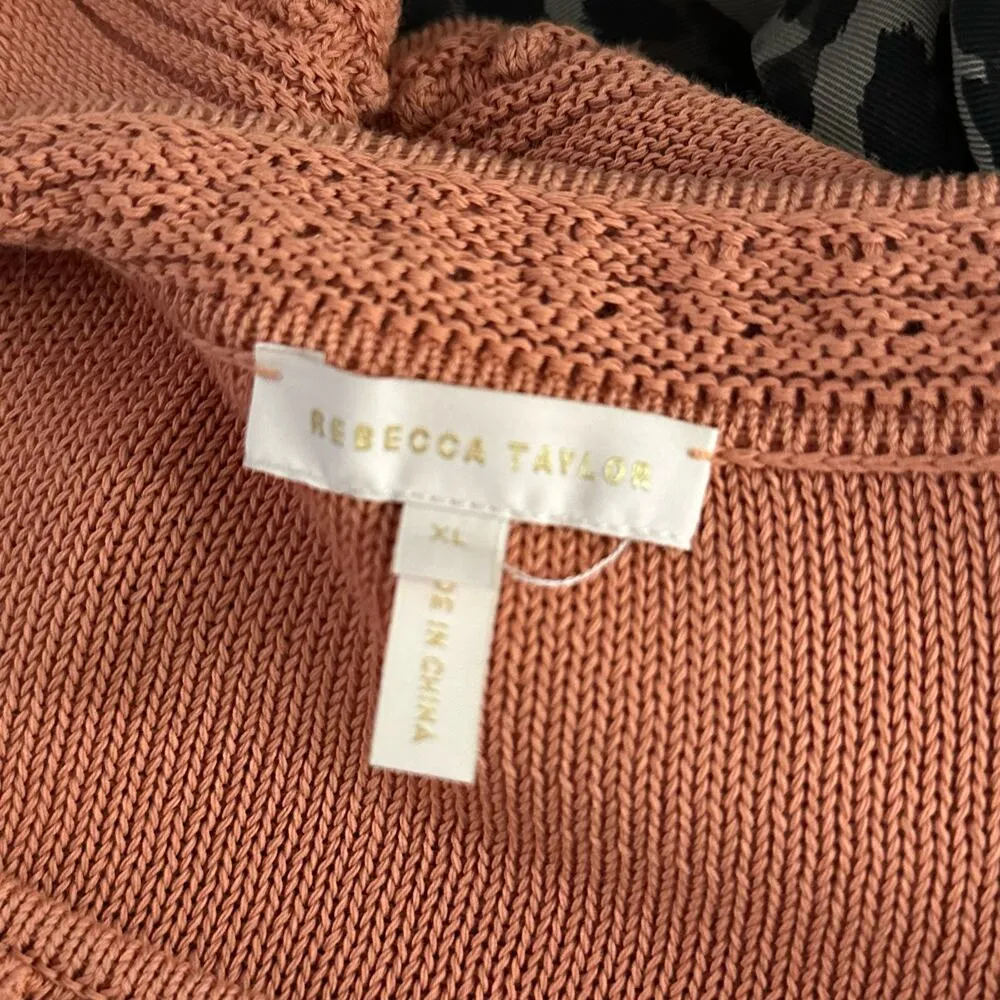 REBECCA TAYLOR
XL
DE IN CHINA